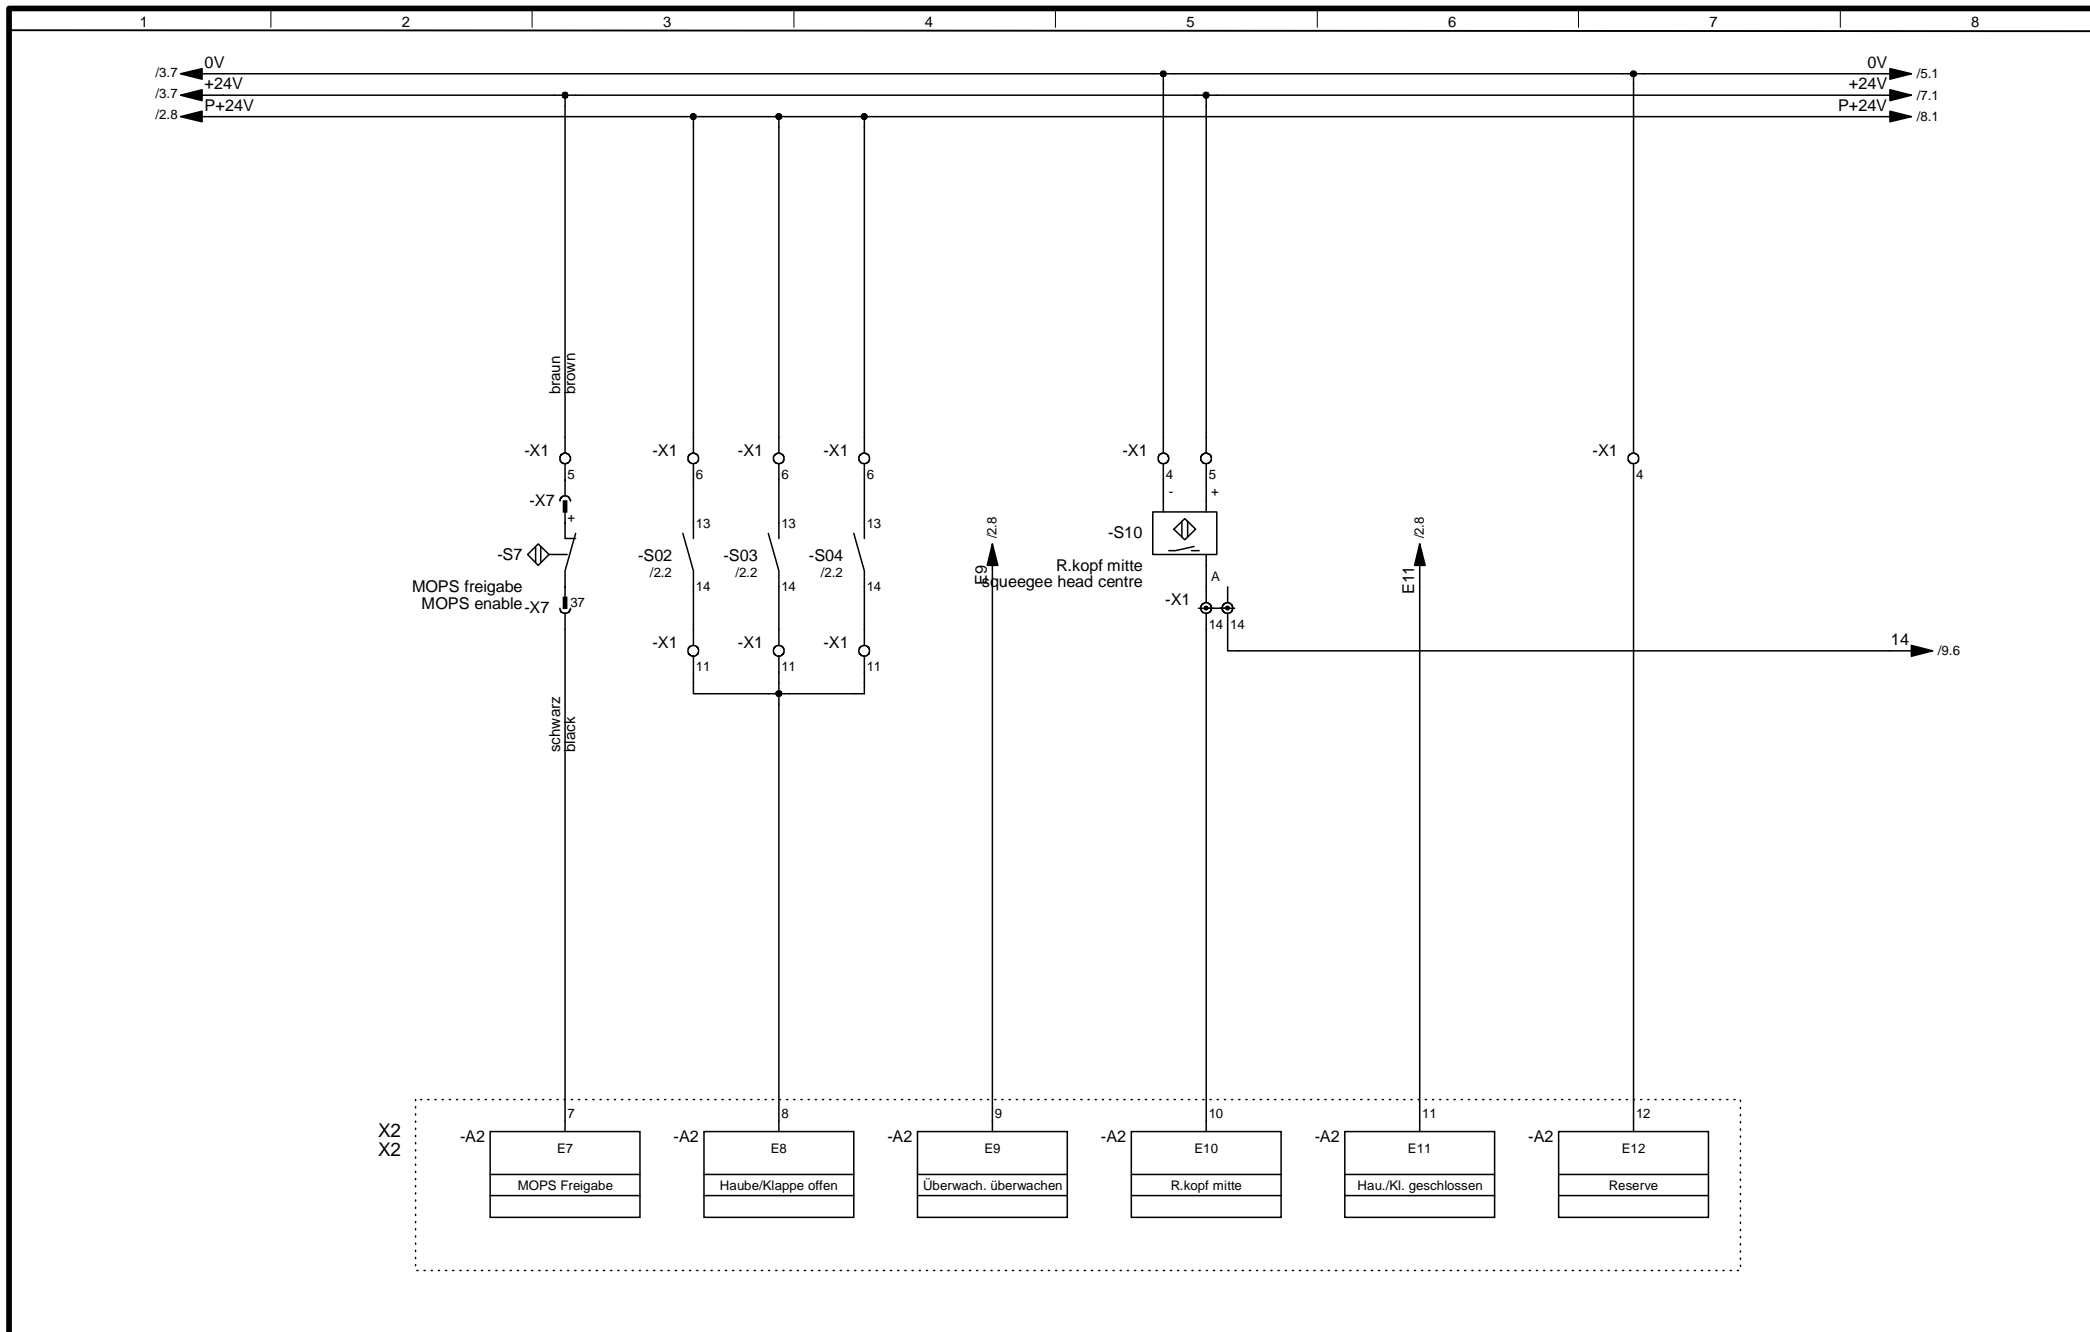 1 2 3 4 5 6 7 8
/3.7 0V 0V /5.1
/3.7 +24V +24V /7.1
/2.8 P+24V P+24V /8.1
braun
brown
-X1 -X1 -X1 -X1 -X1 -X1
5 6 6 6 4 5 4
-X7 - +
+ 13 13 13 /2.8 /2.8
-S10
-S7 -S02 -S03 -S04
/2.2 /2.2 /2.2
R.kopf mitte
squeegee head centre
E9 A E11
MOPS freigabe 14 14 14
MOPS enable -X7 37 -X1
14 14
-X1 -X1 -X1 14 /9.6
11 11 11
schwarz
black
7 8 9 10 11 12
X2
X2
-A2 -A2 -A2 -A2 -A2 -A2
E7 E8 E9 E10 E11 E12
MOPS Freigabe Haube/Klappe offen Überwach. überwachen R.kopf mitte Hau./Kl. geschlossen Reserve